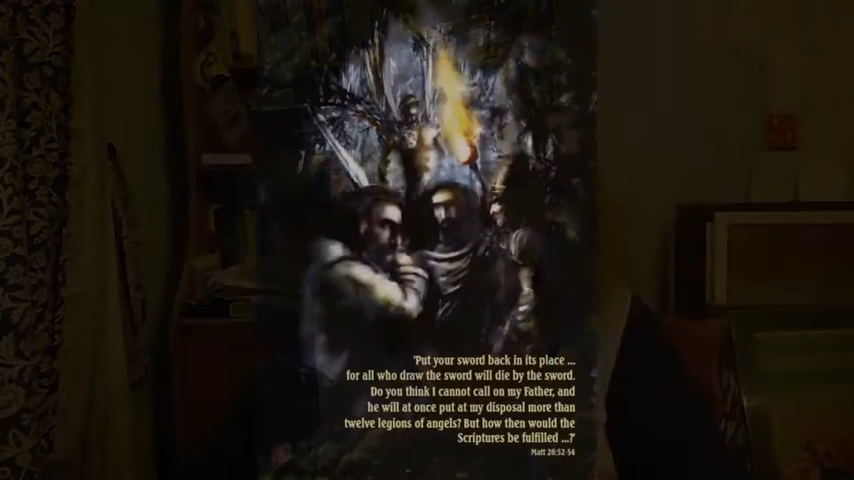 'Put your sword back in its place ...
for all who draw the sword will die by the sword.
Do you think I cannot call on my Father, and
he will at once put at my disposal more than
twelve legions of angels? But how then would the
Scriptures be fulfilled ...?'
Matt 26:52-54